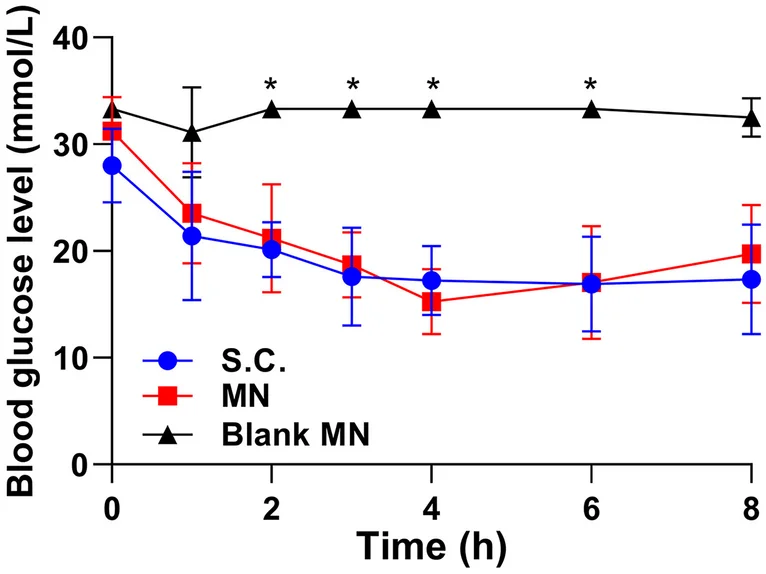 Blood glucose level (mmol/L)
40
30
20
10
0
* * * *
S.C.
MN
Blank MN
0 2 4 6 8
Time (h)